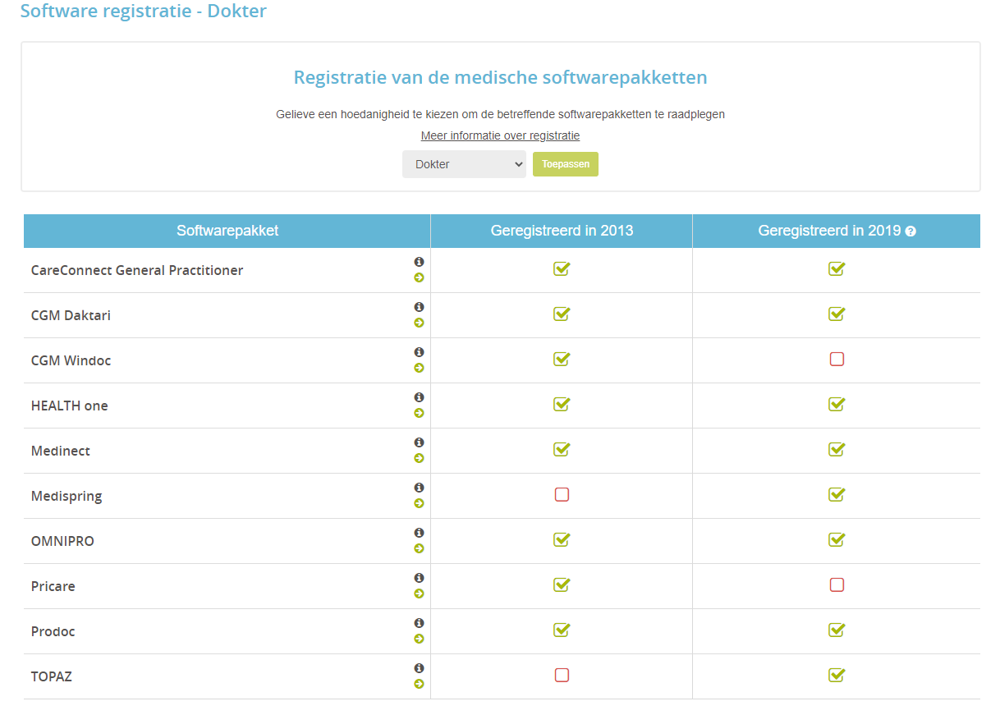 Software registratie - Dokter
Registratie van de medische softwarepakketten
Gelieve een hoedanigheid te kiezen om de betreffende softwarepakketten te raadplegen
Meer informatie over registratie
Dokter Toepassen
Softwarepakket Geregistreerd in 2013 Geregistreerd in 2019
CareConnect General Practitioner
CGM Daktari
CGM Windoc
HEALTH one
Medinect
Medispring
OMNIPRO
Pricare
Prodoc
TOPAZ